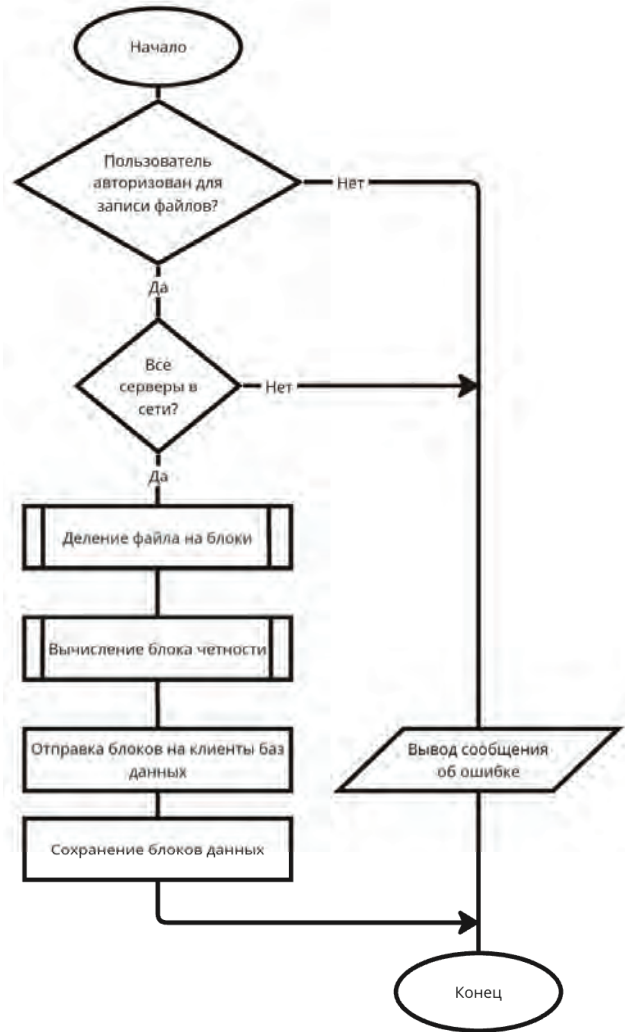 Начало
Пользователь
авторизован для
записи файлов?
Нет
Да
Все
серверы в
сети?
Нет
Да
Деление файла на блоки
Вычисление блока четности
Отправка блоков на клиенты баз
данных
Вывод сообщения
об ошибке
Сохранение блоков данных
Конец